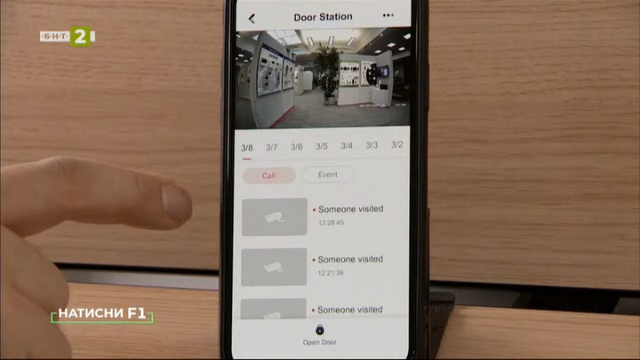 БНТ 2
Door Station
3/8 3/7 3/6 3/5 3/4 3/3 3/2
Call Event
Someone visited
12:28:45
Someone visited
12:21:39
Someone visited
Open Door
НАТИСНИ F1